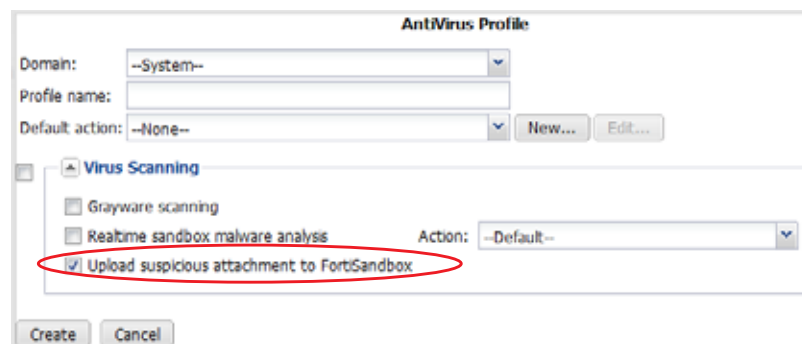 AntiVirus Profile
Domain: --System--
Profile name:
Default action: --None-- New... Edit...
Virus Scanning
Grayware scanning
Realtime sandbox malware analysis Action: --Default--
Upload suspicious attachment to FortiSandbox
Create Cancel